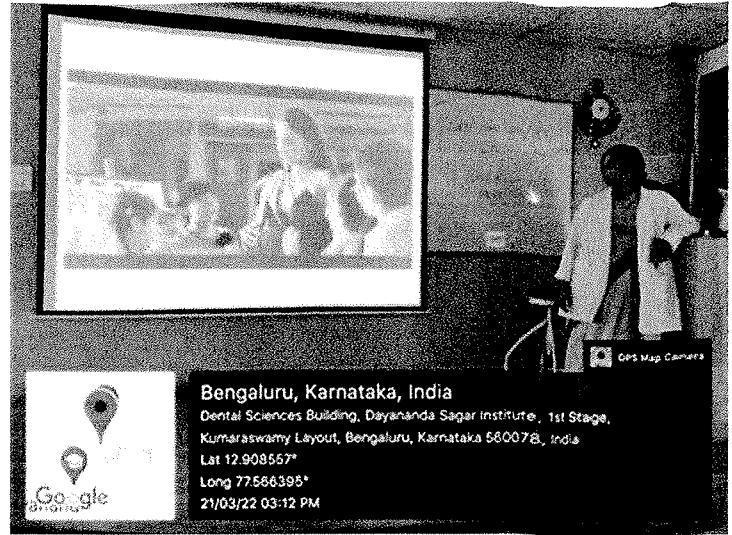 GPS Map Camera
Bengaluru, Karnataka, India
Dental Sciences Building, Dayananda Sagar Institute, 1st Stage,
Kumaraswamy Layout, Bengaluru, Karnataka 560078, India
Lat 12.908557°
Long 77.566395°
21/03/22 03:12 PM
Google